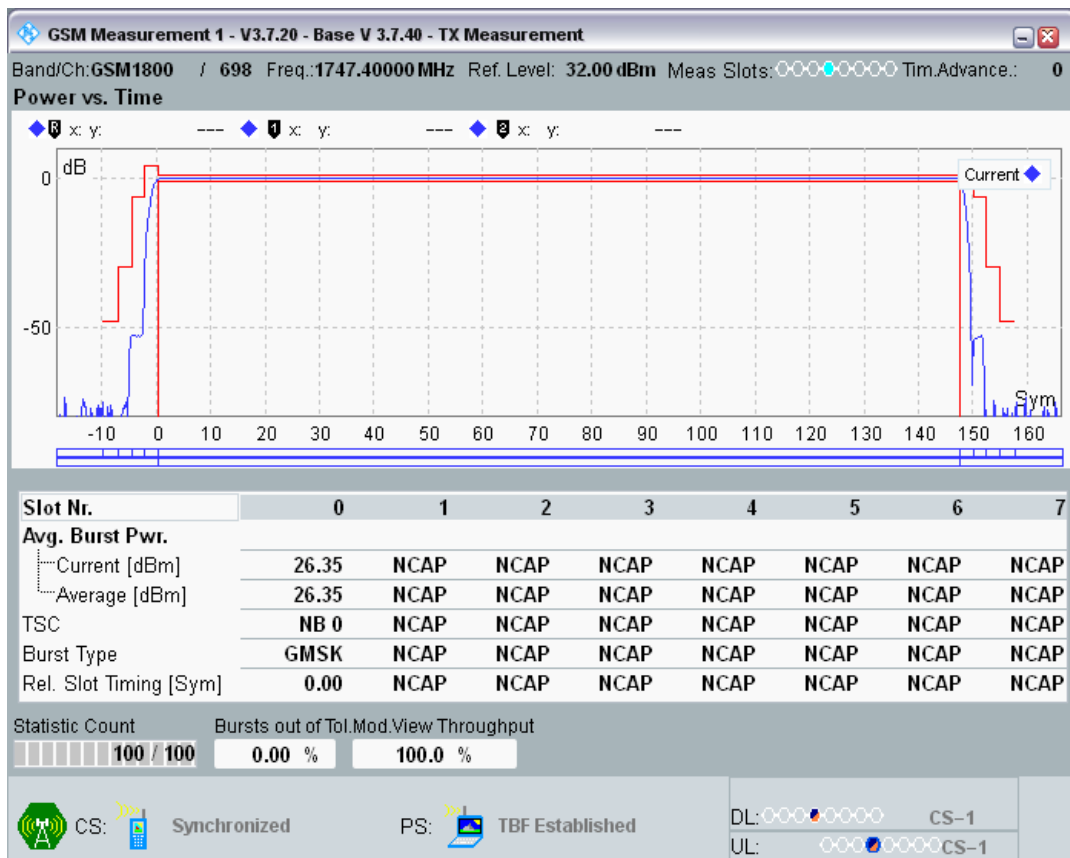 GSM Measurement 1 - V3.7.20 - Base V 3.7.40 - TX Measurement
Band/Ch:GSM1800 / 698 Freq.:1747.40000 MHz Ref. Level: 32.00 dBm Meas Slots: Tim.Advance.: 0
Power vs. Time
R x: y: --- 1 x: y: --- 2 x: y: ---
dB
Current
0
-50
Sym
-10 0 10 20 30 40 50 60 70 80 90 100 110 120 130 140 150 160
Slot Nr. 0 1 2 3 4 5 6 7
Avg. Burst Pwr.
Current [dBm] 26.35 NCAP NCAP NCAP NCAP NCAP NCAP NCAP
Average [dBm] 26.35 NCAP NCAP NCAP NCAP NCAP NCAP NCAP
TSC NB 0 NCAP NCAP NCAP NCAP NCAP NCAP NCAP
Burst Type GMSK NCAP NCAP NCAP NCAP NCAP NCAP NCAP
Rel. Slot Timing [Sym] 0.00 NCAP NCAP NCAP NCAP NCAP NCAP NCAP
Statistic Count Bursts out of Tol. Mod.View Throughput
100 / 100 0.00 % 100.0 %
CS: Synchronized PS: TBF Established
DL: CS-1
UL: CS-1